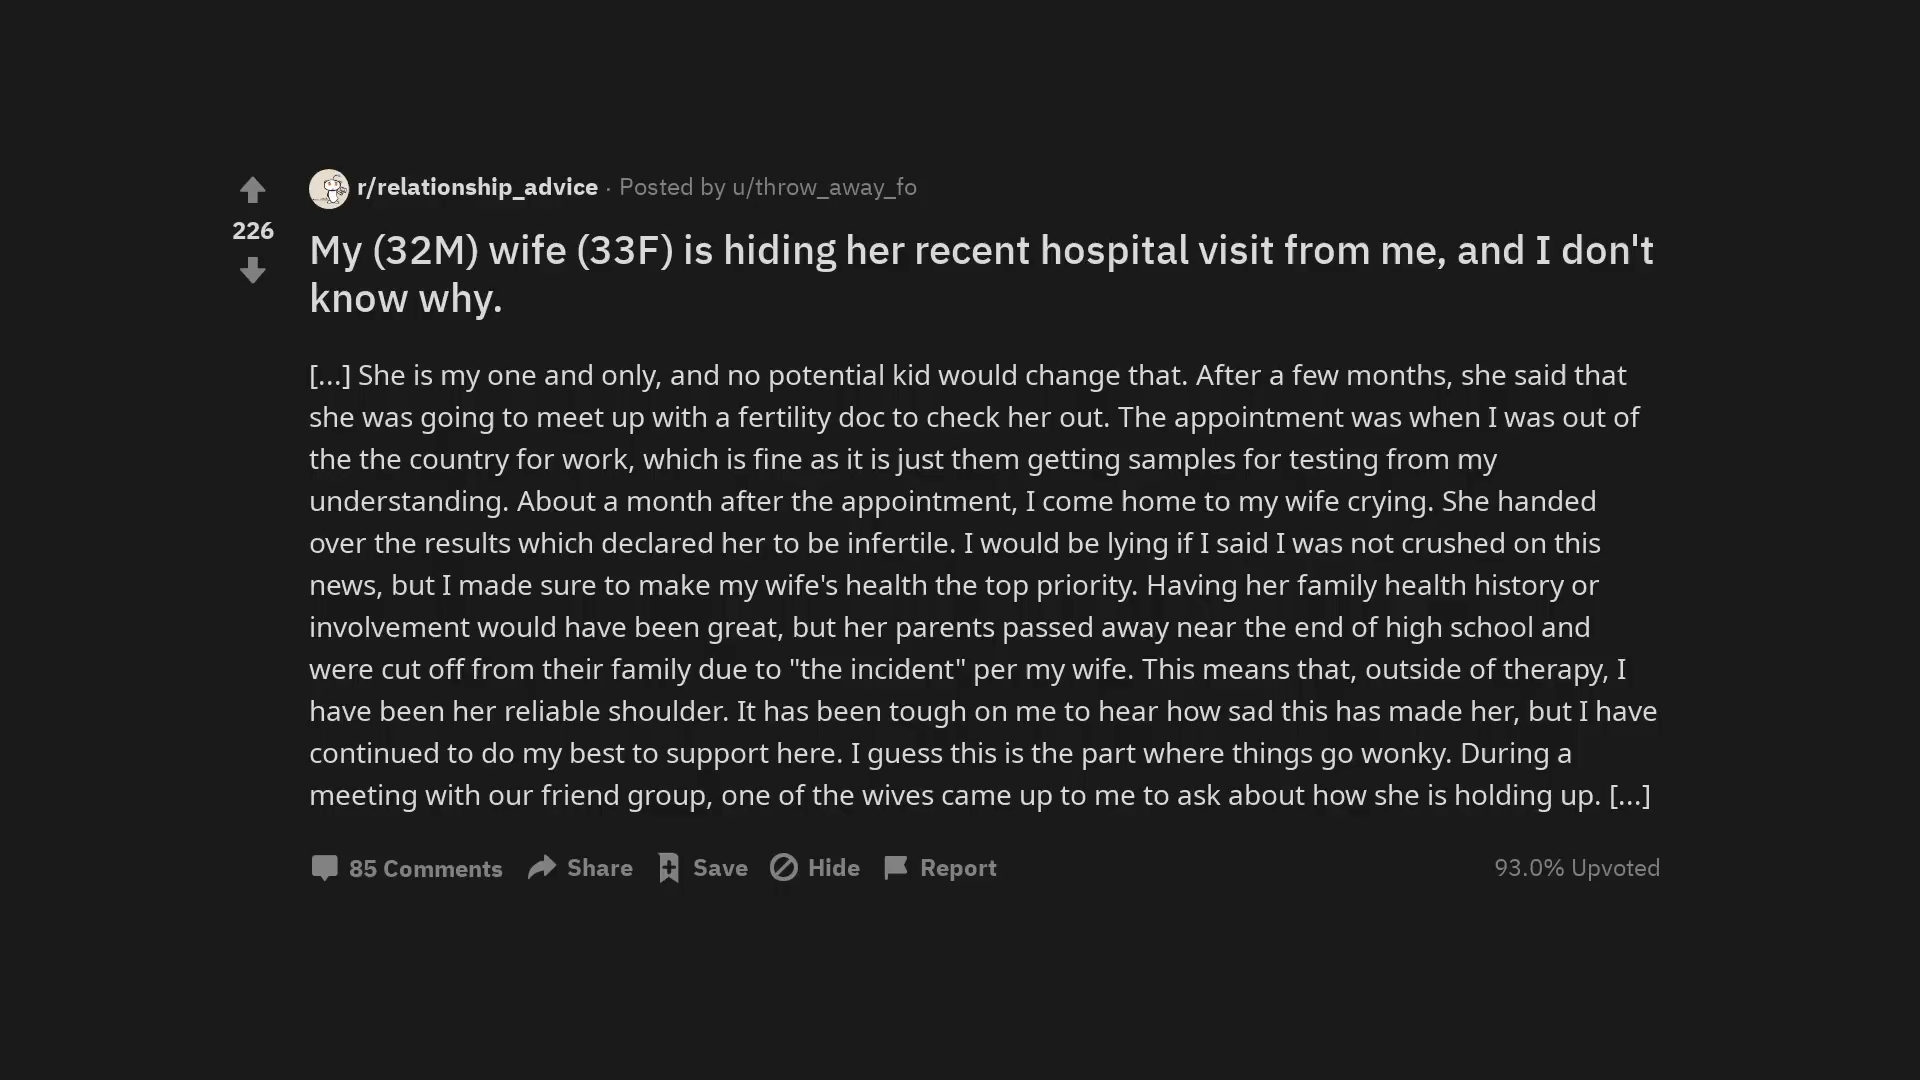 r/relationship_advice · Posted by u/throw_away_fo
226
My (32M) wife (33F) is hiding her recent hospital visit from me, and I don't
know why.
[...] She is my one and only, and no potential kid would change that. After a few months, she said that
she was going to meet up with a fertility doc to check her out. The appointment was when I was out of
the the country for work, which is fine as it is just them getting samples for testing from my
understanding. About a month after the appointment, I come home to my wife crying. She handed
over the results which declared her to be infertile. I would be lying if I said I was not crushed on this
news, but I made sure to make my wife's health the top priority. Having her family health history or
involvement would have been great, but her parents passed away near the end of high school and
were cut off from their family due to "the incident" per my wife. This means that, outside of therapy, I
have been her reliable shoulder. It has been tough on me to hear how sad this has made her, but I have
continued to do my best to support here. I guess this is the part where things go wonky. During a
meeting with our friend group, one of the wives came up to me to ask about how she is holding up. [...]
85 Comments Share Save Hide Report 93.0% Upvoted